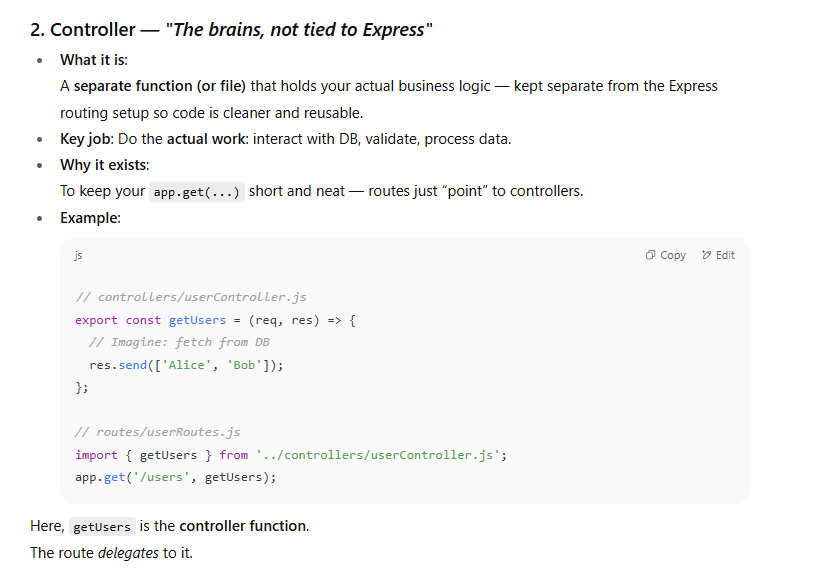 2. Controller — "The brains, not tied to Express"
• What it is:
A separate function (or file) that holds your actual business logic — kept separate from the Express
routing setup so code is cleaner and reusable.
• Key job: Do the actual work: interact with DB, validate, process data.
• Why it exists:
To keep your app.get(...) short and neat — routes just “point” to controllers.
• Example:
js Copy Edit
// controllers/userController.js
export const getUsers = (req, res) => {
  // Imagine: fetch from DB
  res.send(['Alice', 'Bob']);
};
// routes/userRoutes.js
import { getUsers } from '../controllers/userController.js';
app.get('/users', getUsers);
Here, getUsers is the controller function.
The route delegates to it.